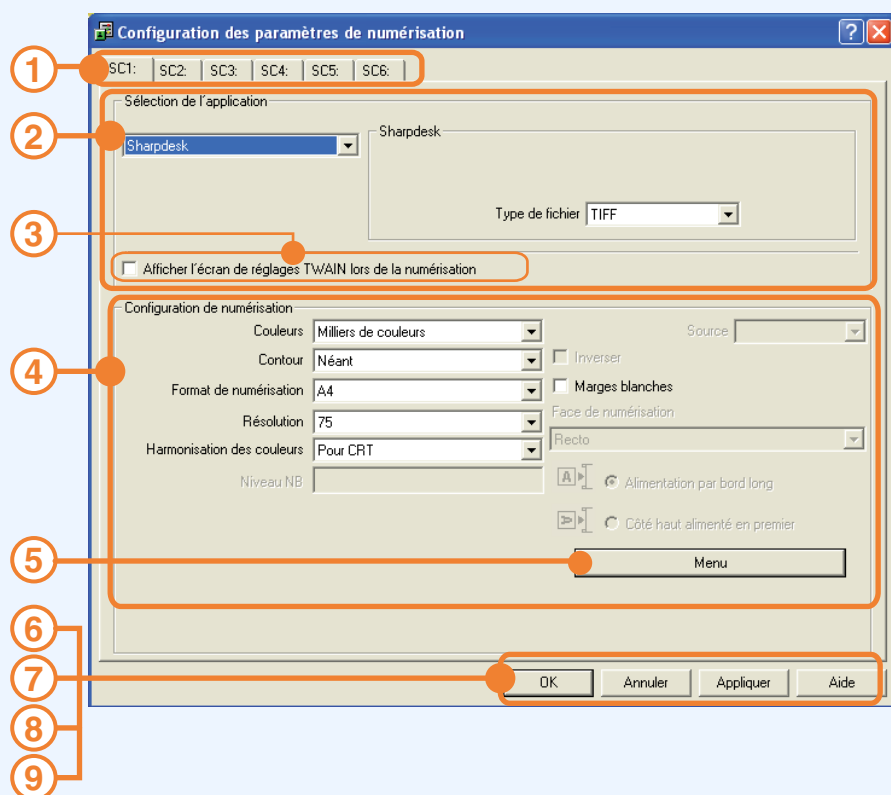 Configuration des paramètres de numérisation
1
SC1: SC2: SC3: SC4: SC5: SC6:
Sélection de l'application
2
Sharpdesk
Sharpdesk
Type de fichier TIFF
3
Afficher l'écran de réglages TWAIN lors de la numérisation
Configuration de numérisation
Couleurs Milliers de couleurs
Source
Contour Néant
Inverser
4
Format de numérisation A4
Marges blanches
Résolution 75
Face de numérisation
Harmonisation des couleurs Pour CRT
Recto
Niveau NB
A Alimentation par bord long
A Côté haut alimenté en premier
5
Menu
6
7
OK Annuler Appliquer Aide
8
9